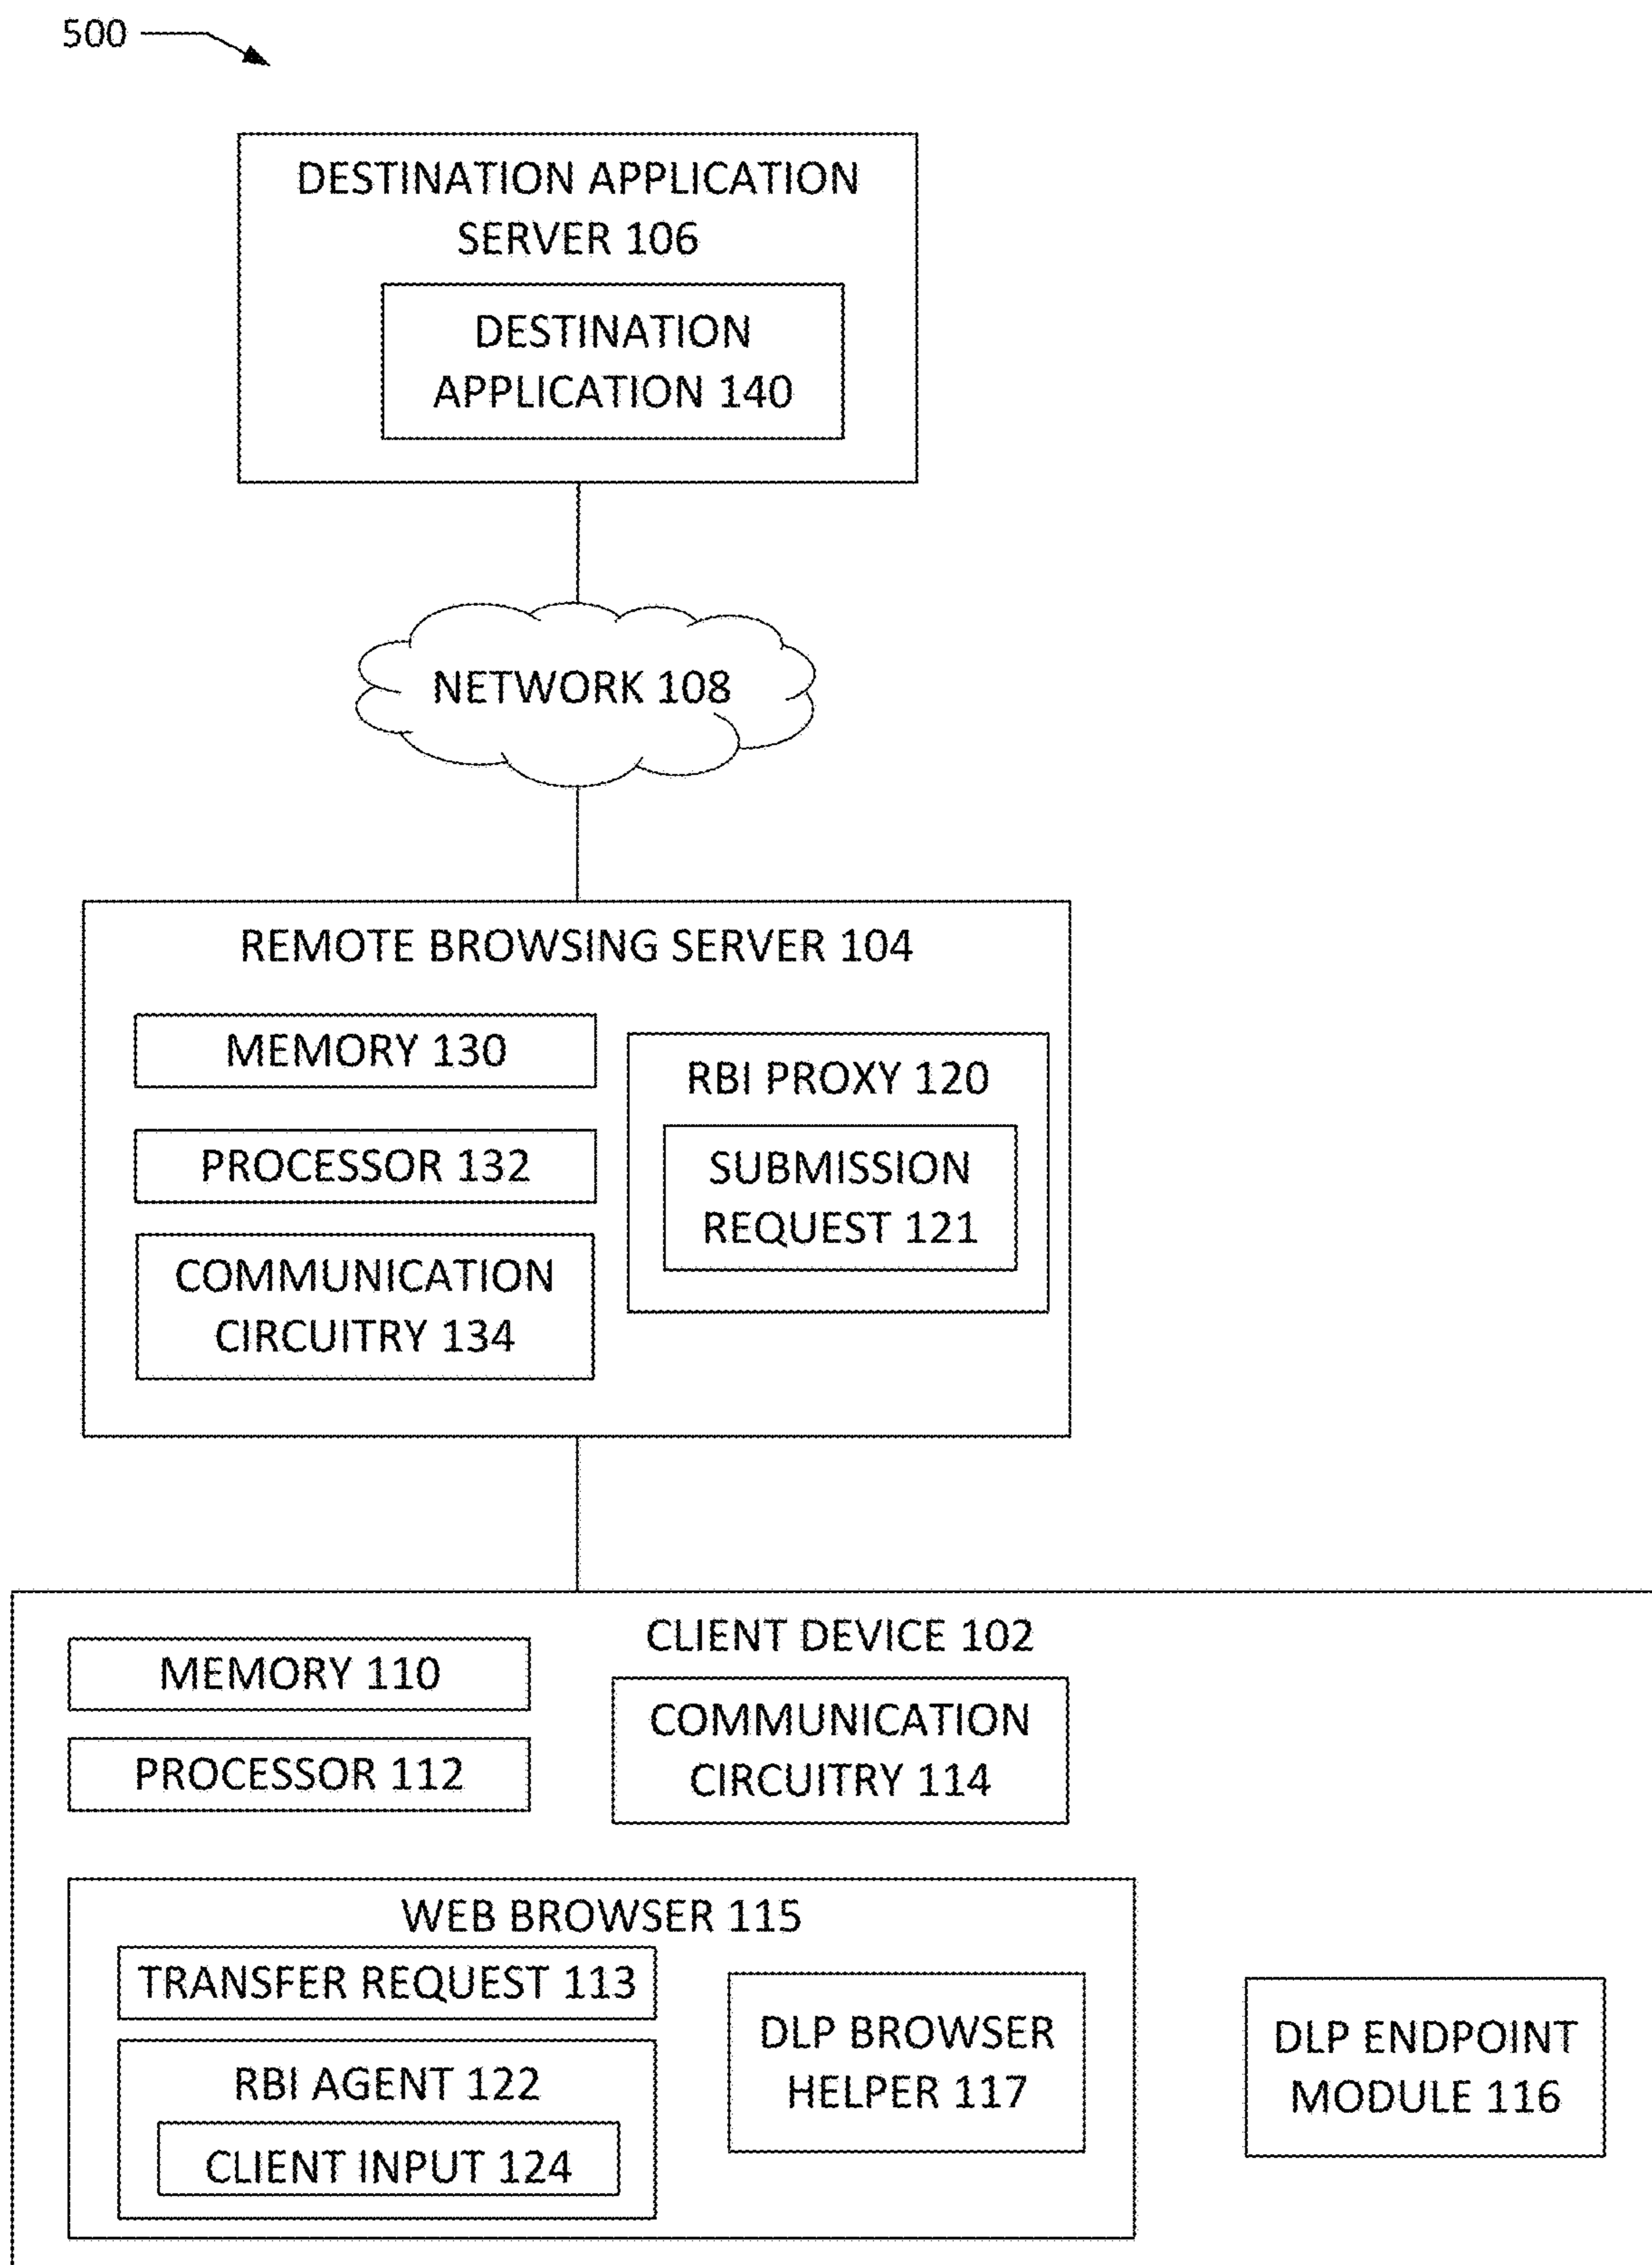 500
DESTINATION APPLICATION
SERVER 106
DESTINATION
APPLICATION 140
NETWORK 108
REMOTE BROWSING SERVER 104
MEMORY 130
PROCESSOR 132
COMMUNICATION
CIRCUITRY 134
RBI PROXY 120
SUBMISSION
REQUEST 121
CLIENT DEVICE 102
MEMORY 110
PROCESSOR 112
COMMUNICATION
CIRCUITRY 114
WEB BROWSER 115
TRANSFER REQUEST 113
RBI AGENT 122
CLIENT INPUT 124
DLP BROWSER
HELPER 117
DLP ENDPOINT
MODULE 116